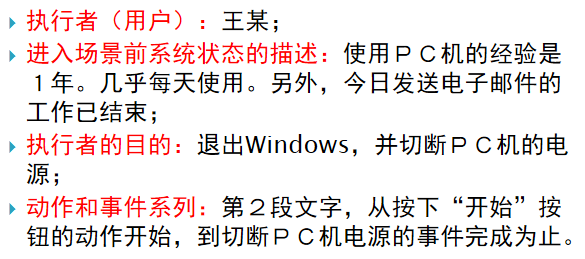 执行者（用户）：王某；
进入场景前系统状态的描述：使用ＰＣ机的经验是
１年。几乎每天使用。另外，今日发送电子邮件的
工作已结束；
执行者的目的：退出Windows，并切断ＰＣ机的电
源；
动作和事件系列：第２段文字，从按下“开始”按
钮的动作开始，到切断ＰＣ机电源的事件完成为止。